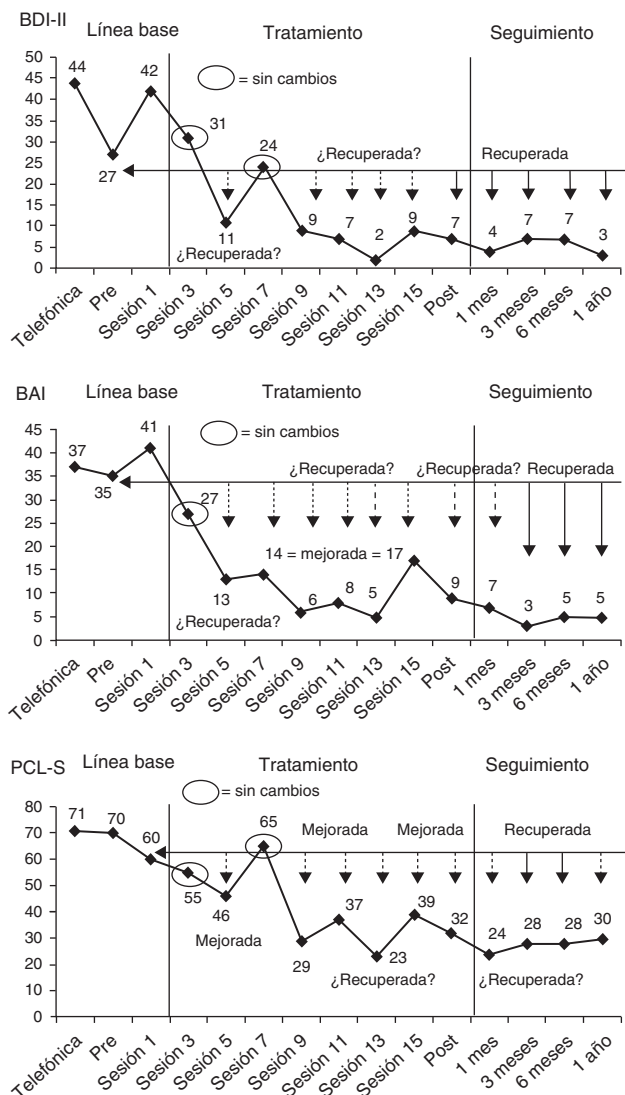 BDI-II
Línea base Tratamiento Seguimiento
50
45
40
35
30
25
20
15
10
5
0
44
27
42
31
11
24
9
7
2
9
7
4
7
7
3
= sin cambios
¿Recuperada?
Recuperada
¿Recuperada?
Telefónica
Pre
Sesión 1
Sesión 3
Sesión 5
Sesión 7
Sesión 9
Sesión 11
Sesión 13
Sesión 15
Post
1 mes
3 meses
6 meses
1 año
BAI
Línea base Tratamiento Seguimiento
45
40
35
30
25
20
15
10
5
0
37
35
41
27
13
= sin cambios
¿Recuperada?
¿Recuperada?
Recuperada
14 = mejorada = 17
6
8
5
9
7
3
5
5
¿Recuperada?
Telefónica
Pre
Sesión 1
Sesión 3
Sesión 5
Sesión 7
Sesión 9
Sesión 11
Sesión 13
Sesión 15
Post
1 mes
3 meses
6 meses
1 año
PCL-S
Línea base Tratamiento Seguimiento
80
70
60
50
40
30
20
10
0
71
70
60
55
46
65
29
37
23
39
32
24
28
28
30
= sin cambios
Mejorada
Mejorada
Recuperada
Mejorada
¿Recuperada?
¿Recuperada?
Telefónica
Pre
Sesión 1
Sesión 3
Sesión 5
Sesión 7
Sesión 9
Sesión 11
Sesión 13
Sesión 15
Post
1 mes
3 meses
6 meses
1 año